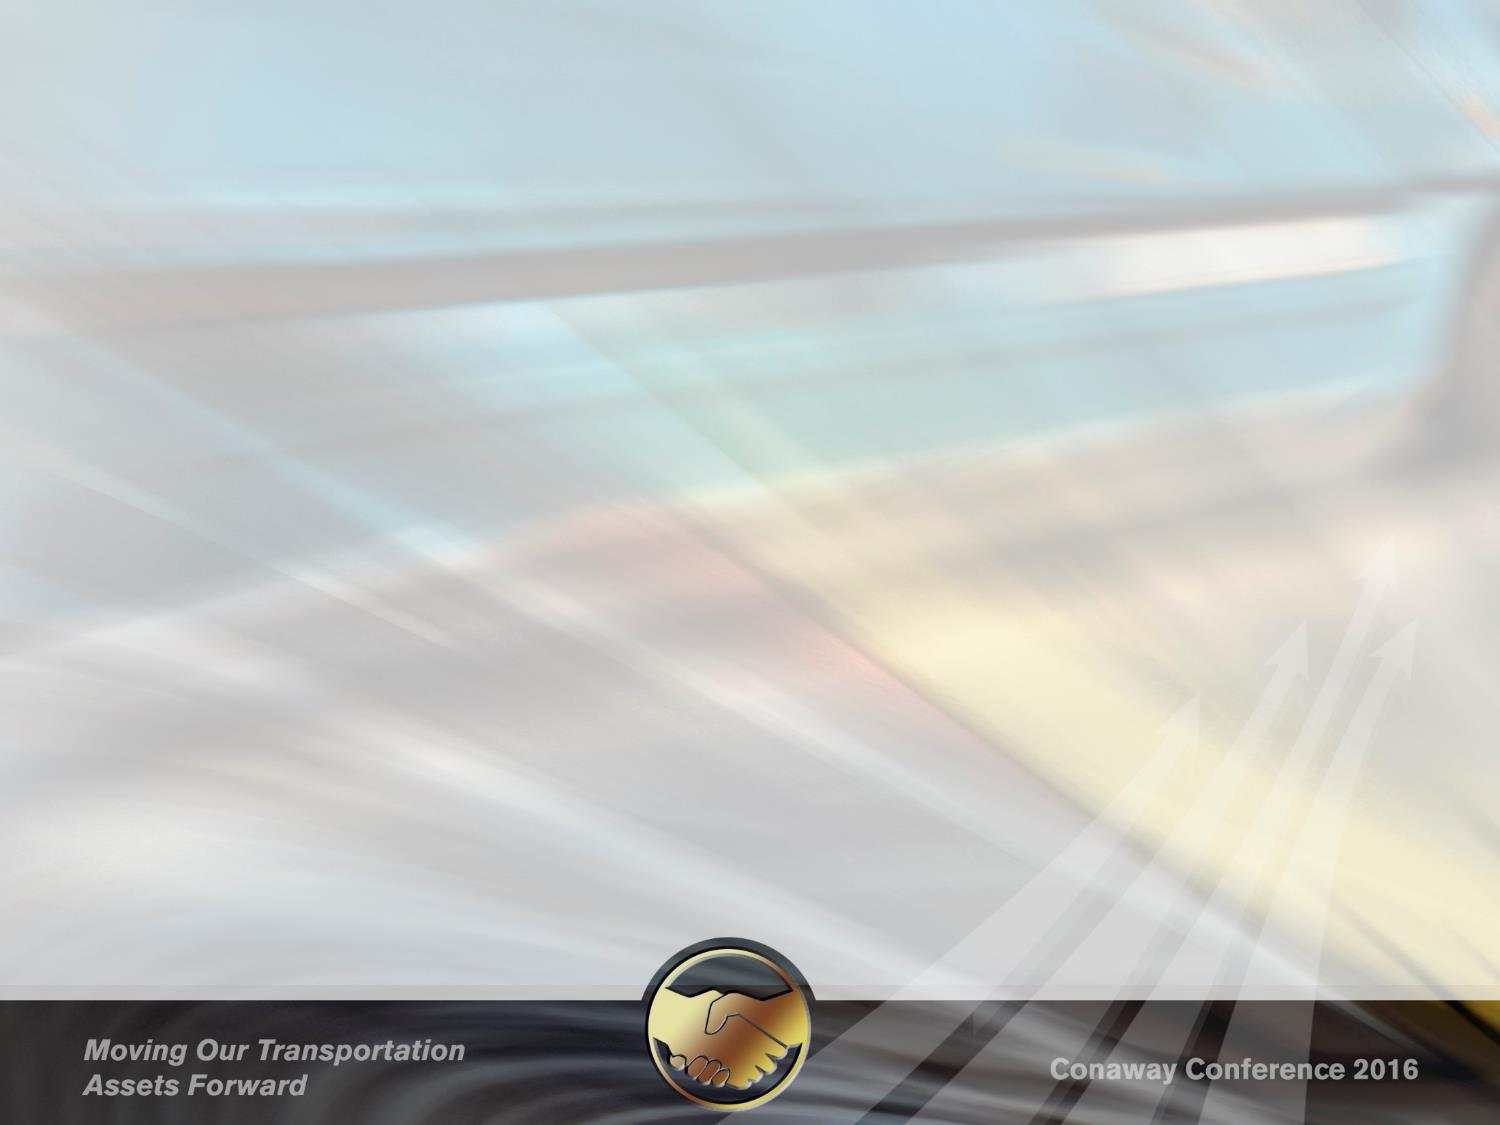 Moving Our Transportation
Assets Forward
Conaway Conference 2016